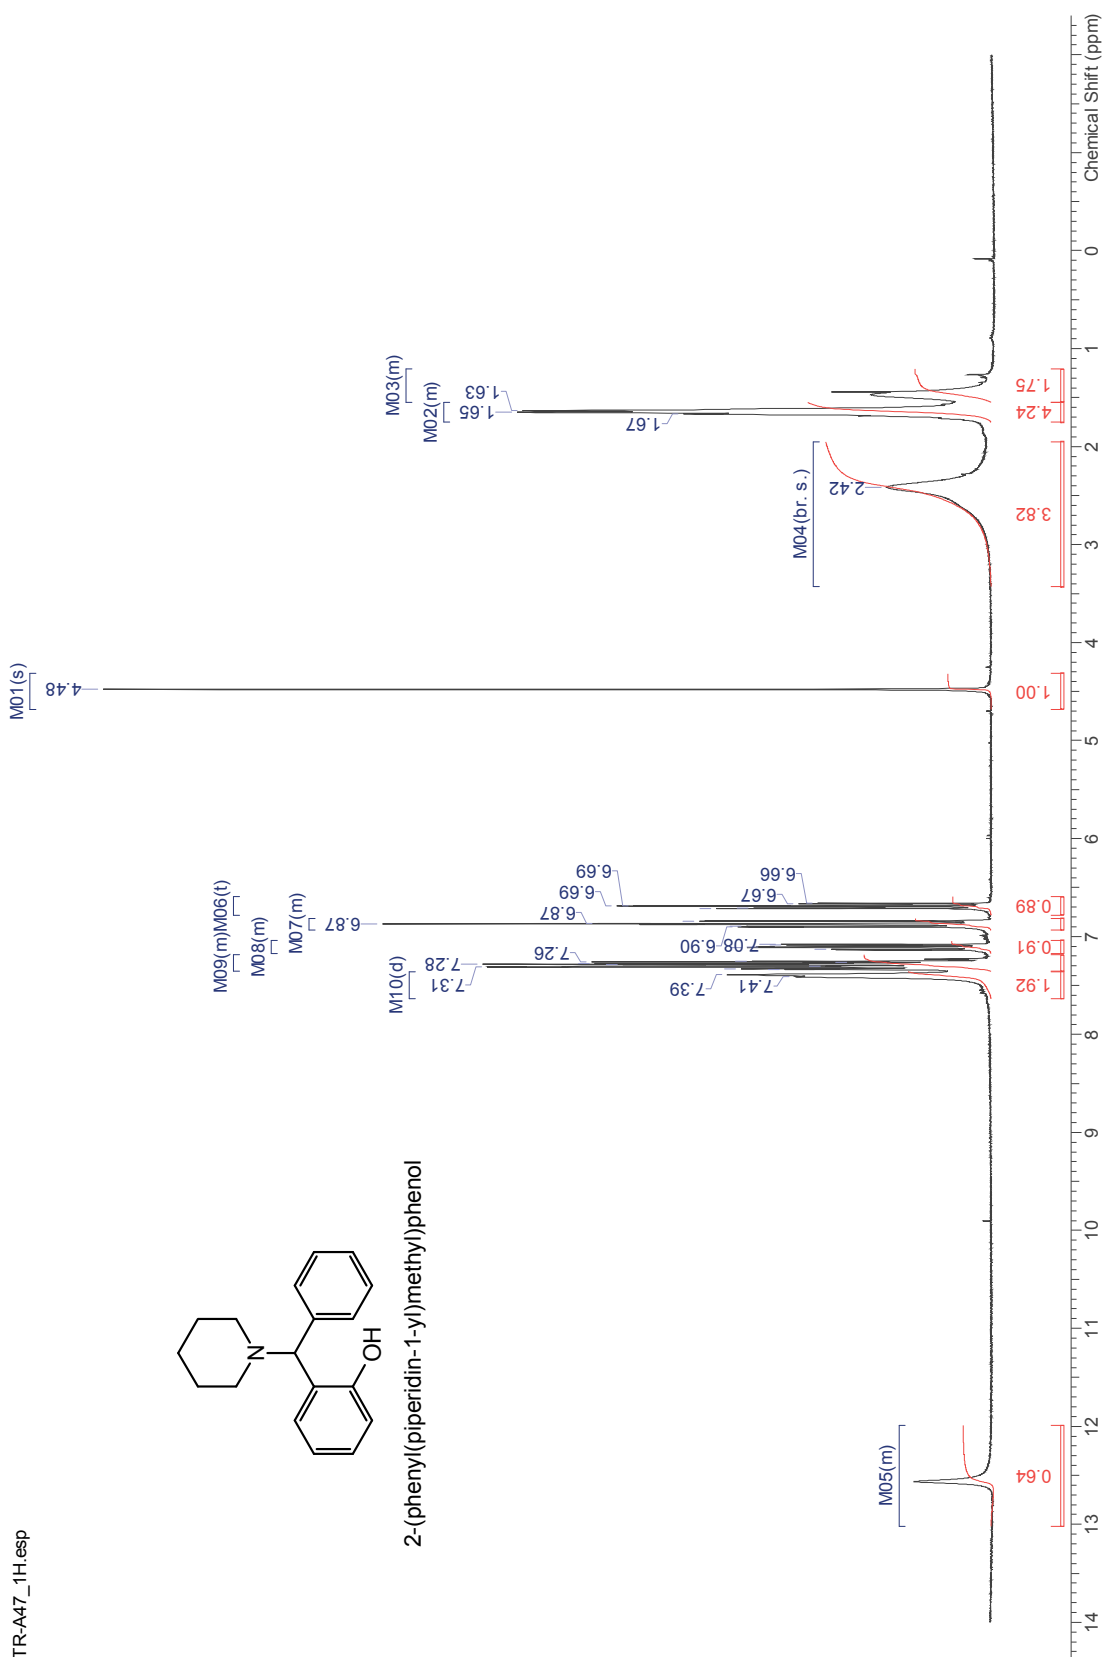 TR-A47_1H.esp
N
OH
2-(phenyl(piperidin-1-yl)methyl)phenol
M05(m)
M10(d)
M09(m)
M08(m)
M07(m)
M06(t)
M01(s)
M04(br. s.)
M02(m)
M03(m)
7.41
7.39
7.31
7.28
7.26
7.08
6.90
6.87
6.87
6.69
6.69
6.67
6.66
4.48
2.42
1.67
1.65
1.63
0.64
1.92
0.91
0.89
1.00
3.82
4.24
1.75
14 13 12 11 10 9 8 7 6 5 4 3 2 1 0
Chemical Shift (ppm)